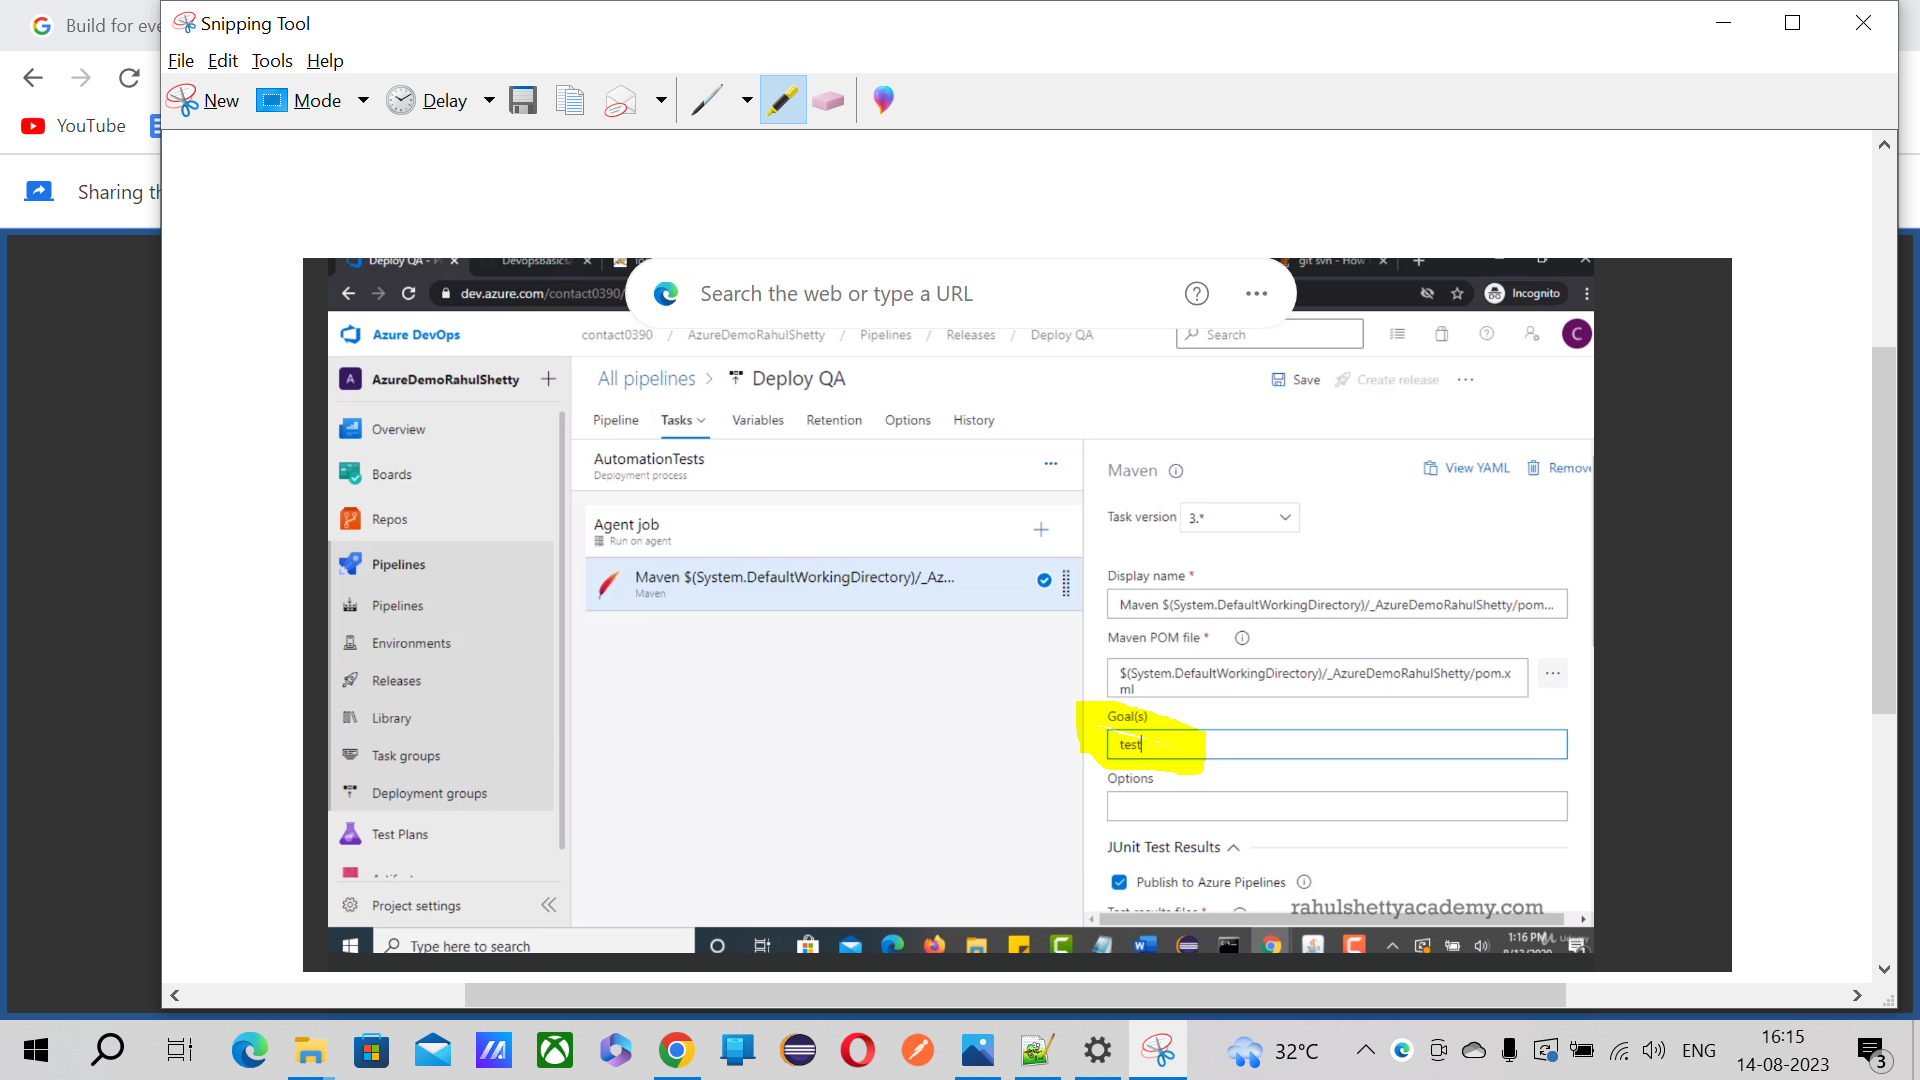 Build for eve
Snipping Tool
File Edit Tools Help
New Mode Delay
YouTube
Sharing th
Deploy QA - P DevopsBasics/ git svn - How
dev.azure.com/contact0390/ Incognito
Search the web or type a URL
Azure DevOps contact0390 / AzureDemoRahulShetty / Pipelines / Releases / Deploy QA Search C
A AzureDemoRahulShetty
All pipelines > Deploy QA Save Create release
Pipeline Tasks Variables Retention Options History
Overview
Boards
Repos
Pipelines
Pipelines
Environments
Releases
Library
Task groups
Deployment groups
Test Plans
Project settings
AutomationTests
Deployment process
Agent job
Run on agent
Maven $(System.DefaultWorkingDirectory)/_Az...
Maven
Maven View YAML Remove
Task version 3.*
Display name *
Maven $(System.DefaultWorkingDirectory)/_AzureDemoRahulShetty/pom...
Maven POM file *
$(System.DefaultWorkingDirectory)/_AzureDemoRahulShetty/pom.x
ml
Goal(s)
test
Options
JUnit Test Results
Publish to Azure Pipelines
Test results files *
rahulshettyacademy.com
Type here to search
1:16 PM
32°C ENG
16:15
14-08-2023
3